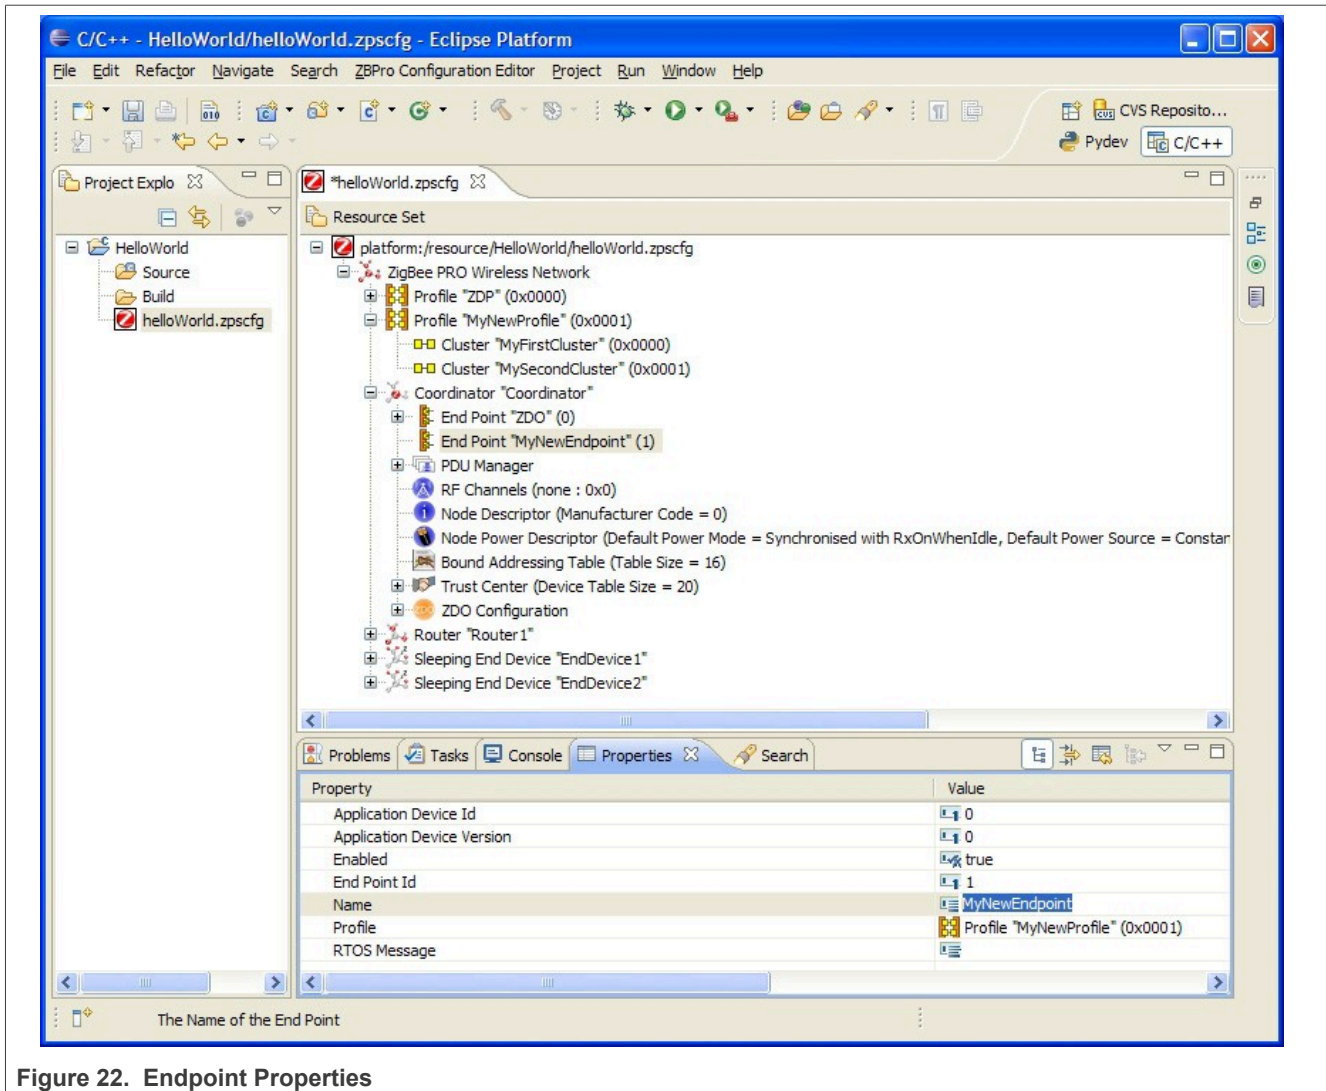 C/C++ - HelloWorld/helloWorld.zpscfg - Eclipse Platform
File Edit Refactor Navigate Search ZBPro Configuration Editor Project Run Window Help
CVS Reposito...
Pydev C/C++
Project Explo
*helloWorld.zpscfg
Resource Set
HelloWorld
Source
Build
helloWorld.zpscfg
platform:/resource/HelloWorld/helloWorld.zpscfg
ZigBee PRO Wireless Network
Profile "ZDP" (0x0000)
Profile "MyNewProfile" (0x0001)
Cluster "MyFirstCluster" (0x0000)
Cluster "MySecondCluster" (0x0001)
Coordinator "Coordinator"
End Point "ZDO" (0)
End Point "MyNewEndpoint" (1)
PDU Manager
RF Channels (none : 0x0)
Node Descriptor (Manufacturer Code = 0)
Node Power Descriptor (Default Power Mode = Synchronised with RxOnWhenIdle, Default Power Source = Constan
Bound Addressing Table (Table Size = 16)
Trust Center (Device Table Size = 20)
ZDO Configuration
Router "Router1"
Sleeping End Device "EndDevice1"
Sleeping End Device "EndDevice2"
Problems Tasks Console Properties Search
Property Value
Application Device Id 0
Application Device Version 0
Enabled true
End Point Id 1
Name MyNewEndpoint
Profile Profile "MyNewProfile" (0x0001)
RTOS Message
The Name of the End Point
Figure 22. Endpoint Properties